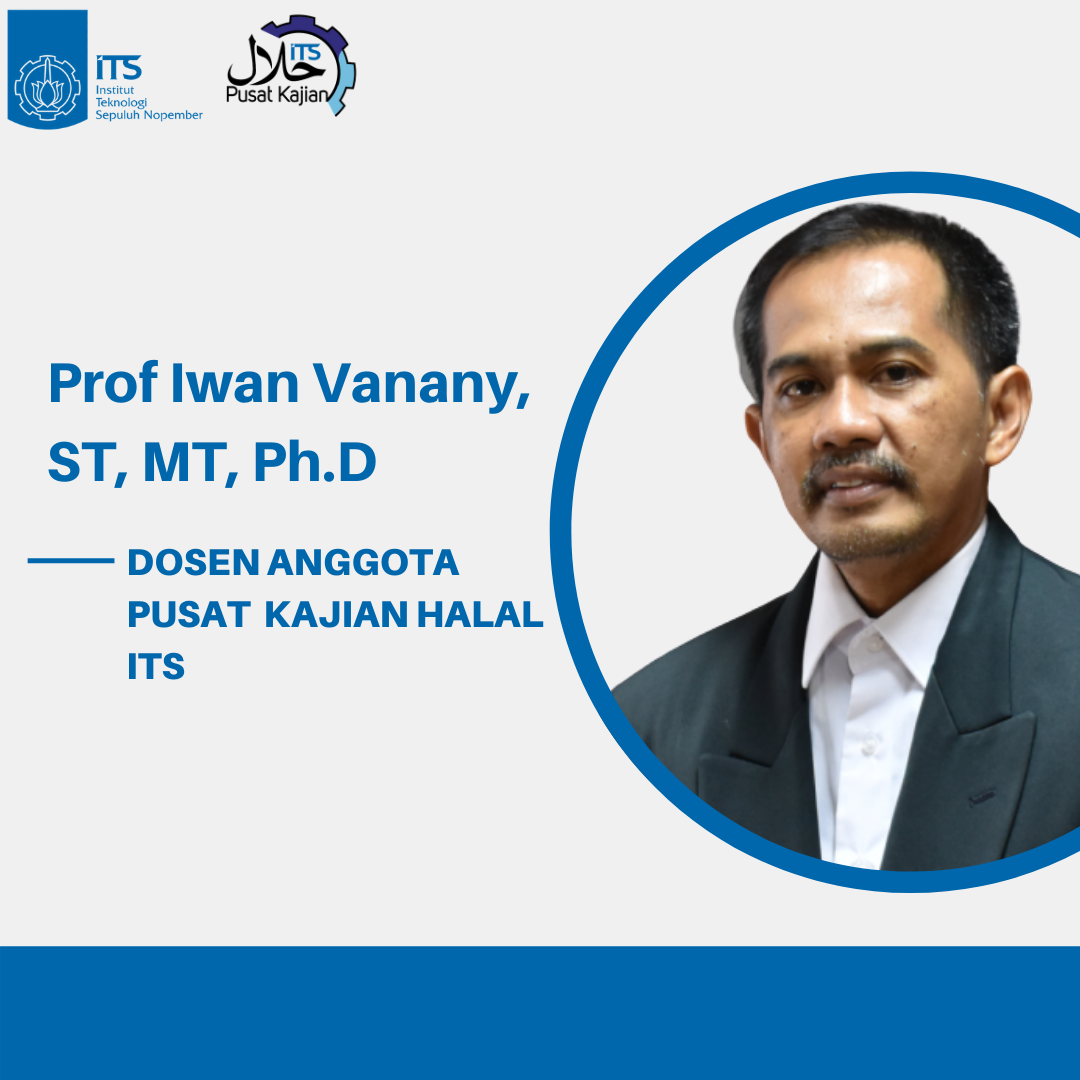 iTS
Institut
Teknologi
Sepuluh Nopember
iTS
حلال
Pusat Kajian
Prof Iwan Vanany,
ST, MT, Ph.D
DOSEN ANGGOTA
PUSAT KAJIAN HALAL
ITS